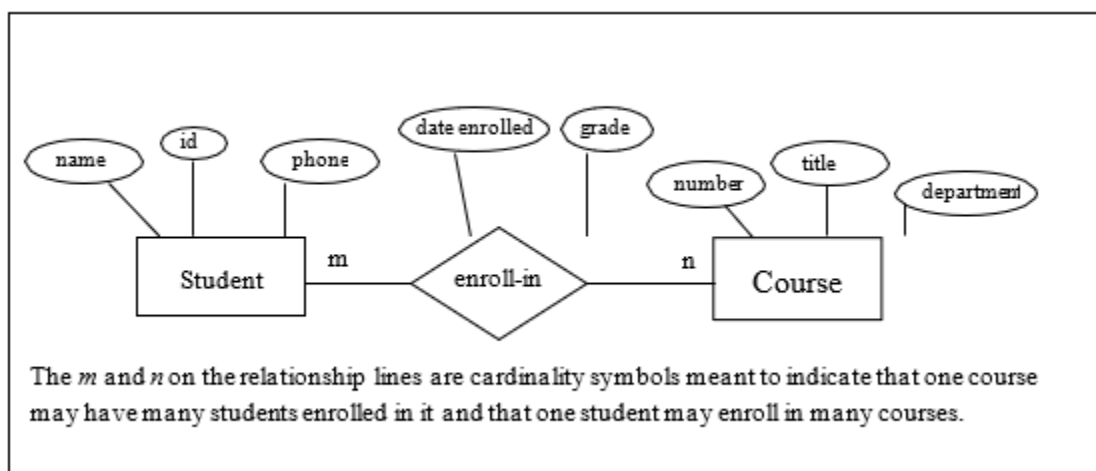 date enrolled
grade
id
name
phone
title
number
department
m
n
Student
enroll-in
Course
The m and n on the relationship lines are cardinality symbols meant to indicate that one course
may have many students enrolled in it and that one student may enroll in many courses.